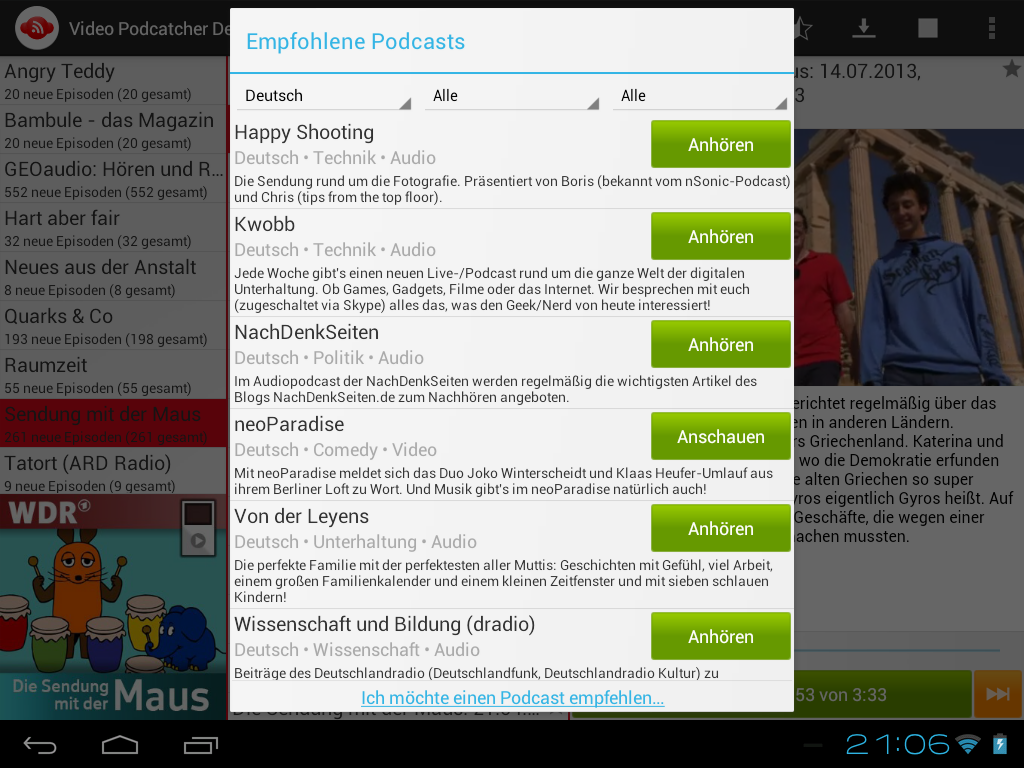 Video Podcatcher De
Empfohlene Podcasts
Deutsch
Alle
Alle
Happy Shooting
Deutsch • Technik • Audio
Anhören
Die Sendung rund um die Fotografie. Präsentiert von Boris (bekannt vom nSonic-Podcast)
und Chris (tips from the top floor).
Kwobb
Deutsch • Technik • Audio
Anhören
Jede Woche gibt's einen neuen Live-/Podcast rund um die ganze Welt der digitalen
Unterhaltung. Ob Games, Gadgets, Filme oder das Internet. Wir besprechen mit euch
(zugeschaltet via Skype) alles das, was den Geek/Nerd von heute interessiert!
NachDenkSeiten
Deutsch • Politik • Audio
Anhören
Im Audiopodcast der NachDenkSeiten werden regelmäßig die wichtigsten Artikel des
Blogs NachDenkSeiten.de zum Nachhören angeboten.
neoParadise
Deutsch • Comedy • Video
Anschauen
Mit neoParadise meldet sich das Duo Joko Winterscheidt und Klaas Heufer-Umlauf aus
ihrem Berliner Loft zu Wort. Und Musik gibt's im neoParadise natürlich auch!
Von der Leyens
Deutsch • Unterhaltung • Audio
Anhören
Die perfekte Familie mit der perfektesten aller Muttis: Geschichten mit Gefühl, viel Arbeit,
einem großen Familienkalender und einem kleinen Zeitfenster und mit sieben schlauen
Kindern!
Wissenschaft und Bildung (dradio)
Deutsch • Wissenschaft • Audio
Anhören
Beiträge des Deutschlandradio (Deutschlandfunk, Deutschlandradio Kultur) zu
Ich möchte einen Podcast empfehlen...
Angry Teddy
20 neue Episoden (20 gesamt)
Bambule - das Magazin
20 neue Episoden (20 gesamt)
GEOaudio: Hören und R...
552 neue Episoden (552 gesamt)
Hart aber fair
32 neue Episoden (32 gesamt)
Neues aus der Anstalt
8 neue Episoden (8 gesamt)
Quarks & Co
193 neue Episoden (198 gesamt)
Raumzeit
55 neue Episoden (55 gesamt)
Sendung mit der Maus
261 neue Episoden (261 gesamt)
Tatort (ARD Radio)
9 neue Episoden (9 gesamt)
WDR
Die Sendung
mit der Maus
us: 14.07.2013,
3
erichtet regelmäßig über das
en in anderen Ländern.
rs Griechenland. Katerina und
wo die Demokratie erfunden
e alten Griechen so super
yros eigentlich Gyros heißt. Auf
Geschäfte, die wegen einer
achen mussten.
53 von 3:33
21:06